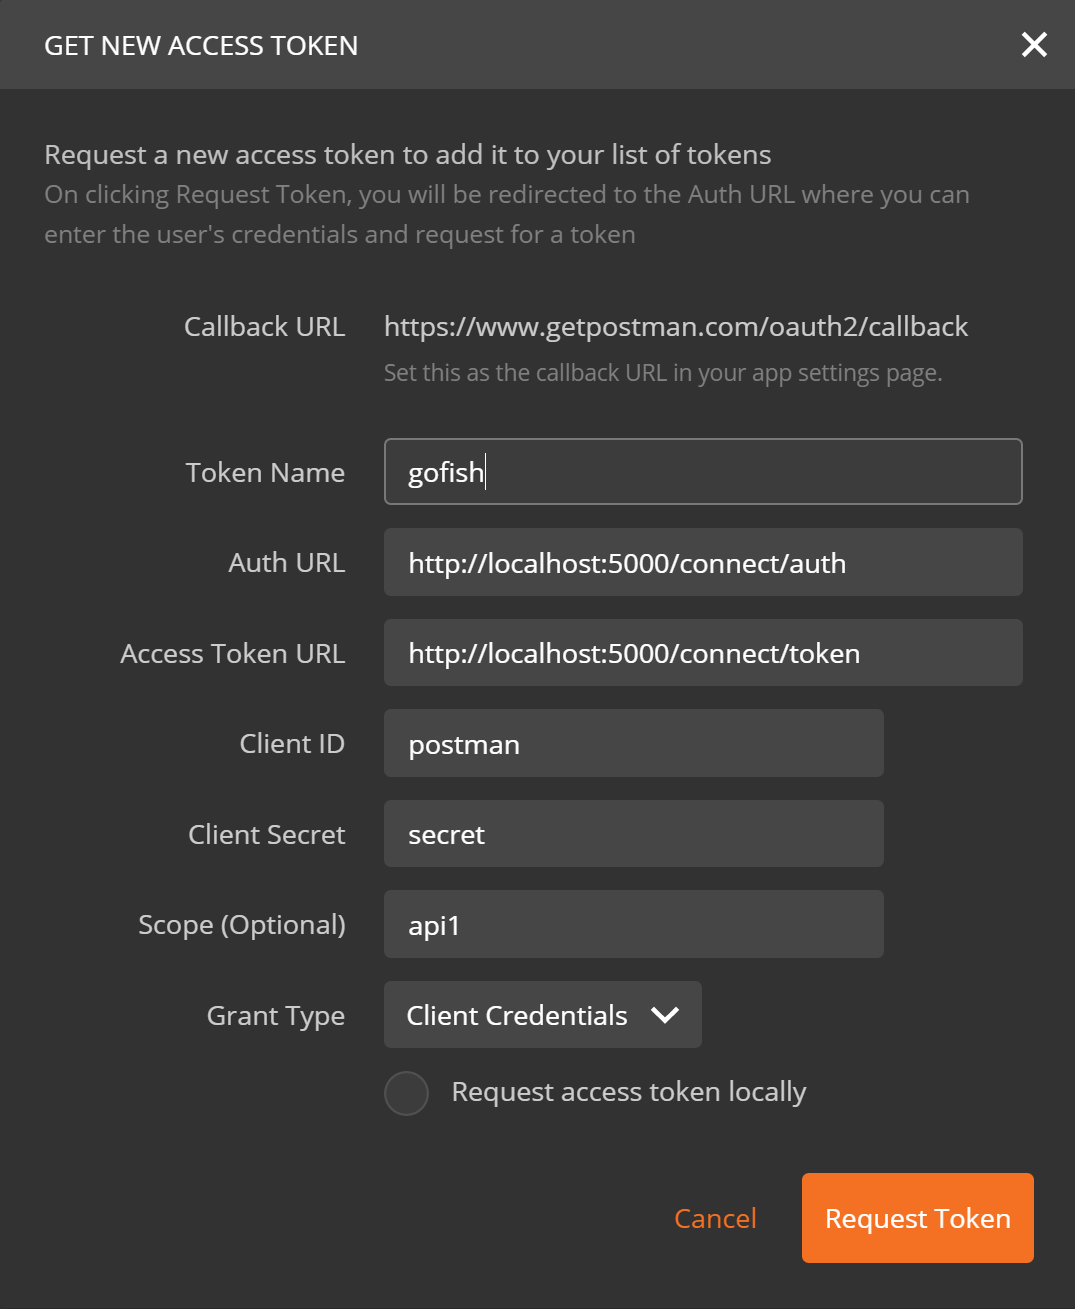 GET NEW ACCESS TOKEN
Request a new access token to add it to your list of tokens
On clicking Request Token, you will be redirected to the Auth URL where you can
enter the user's credentials and request for a token
Callback URL https://www.getpostman.com/oauth2/callback
Set this as the callback URL in your app settings page.
Token Name gofish
Auth URL http://localhost:5000/connect/auth
Access Token URL http://localhost:5000/connect/token
Client ID postman
Client Secret secret
Scope (Optional) api1
Grant Type Client Credentials
Request access token locally
Cancel Request Token